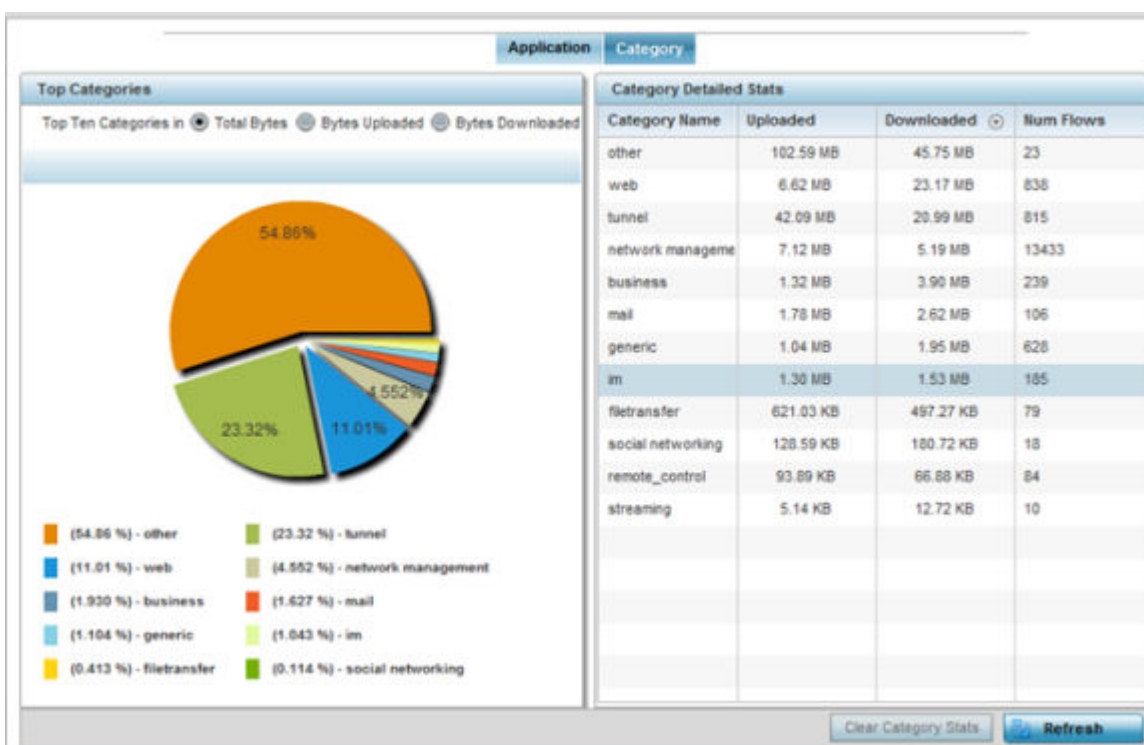 Application Category
Top Categories
Top Ten Categories in Total Bytes Bytes Uploaded Bytes Downloaded
54.86%
4.552%
23.32%
11.01%
(54.86 %) - other
(23.32 %) - tunnel
(11.01 %) - web
(4.552 %) - network management
(1.930 %) - business
(1.627 %) - mail
(1.104 %) - generic
(1.043 %) - im
(0.413 %) - filetransfer
(0.114 %) - social networking
Category Detailed Stats
Category Name Uploaded Downloaded Num Flows
other 102.59 MB 45.75 MB 23
web 6.62 MB 23.17 MB 838
tunnel 42.09 MB 20.99 MB 815
network manageme 7.12 MB 5.19 MB 13433
business 1.32 MB 3.90 MB 239
mail 1.78 MB 2.62 MB 106
generic 1.04 MB 1.95 MB 628
im 1.30 MB 1.53 MB 185
filetransfer 621.03 KB 497.27 KB 79
social networking 128.59 KB 180.72 KB 18
remote_control 93.89 KB 66.88 KB 84
streaming 5.14 KB 12.72 KB 10
Clear Category Stats Refresh